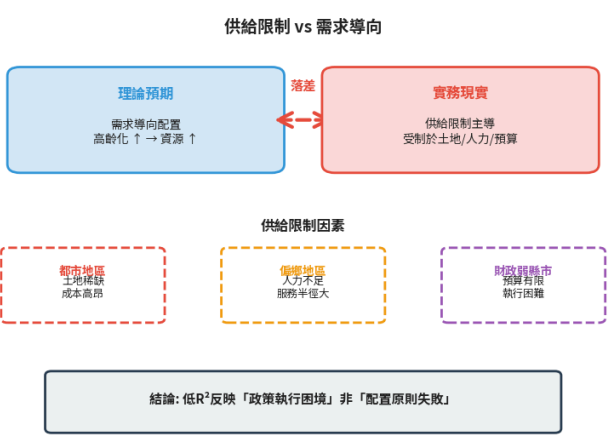 供給限制 vs 需求導向
理論預期
需求導向配置
高齡化 ↑ → 資源 ↑
落差
實務現實
供給限制主導
受制於土地/人力/預算
供給限制因素
都市地區
土地稀缺
成本高昂
偏鄉地區
人力不足
服務半徑大
財政弱縣市
預算有限
執行困難
結論: 低R²反映「政策執行困境」非「配置原則失敗」